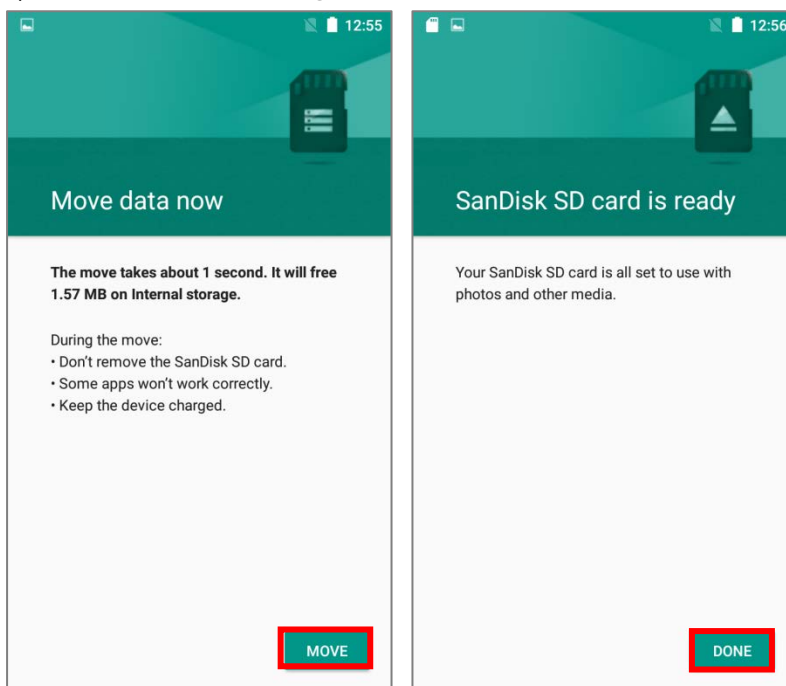 12:55
Move data now
The move takes about 1 second. It will free
1.57 MB on Internal storage.
During the move:
• Don't remove the SanDisk SD card.
• Some apps won't work correctly.
• Keep the device charged.
MOVE
12:56
SanDisk SD card is ready
Your SanDisk SD card is all set to use with
photos and other media.
DONE